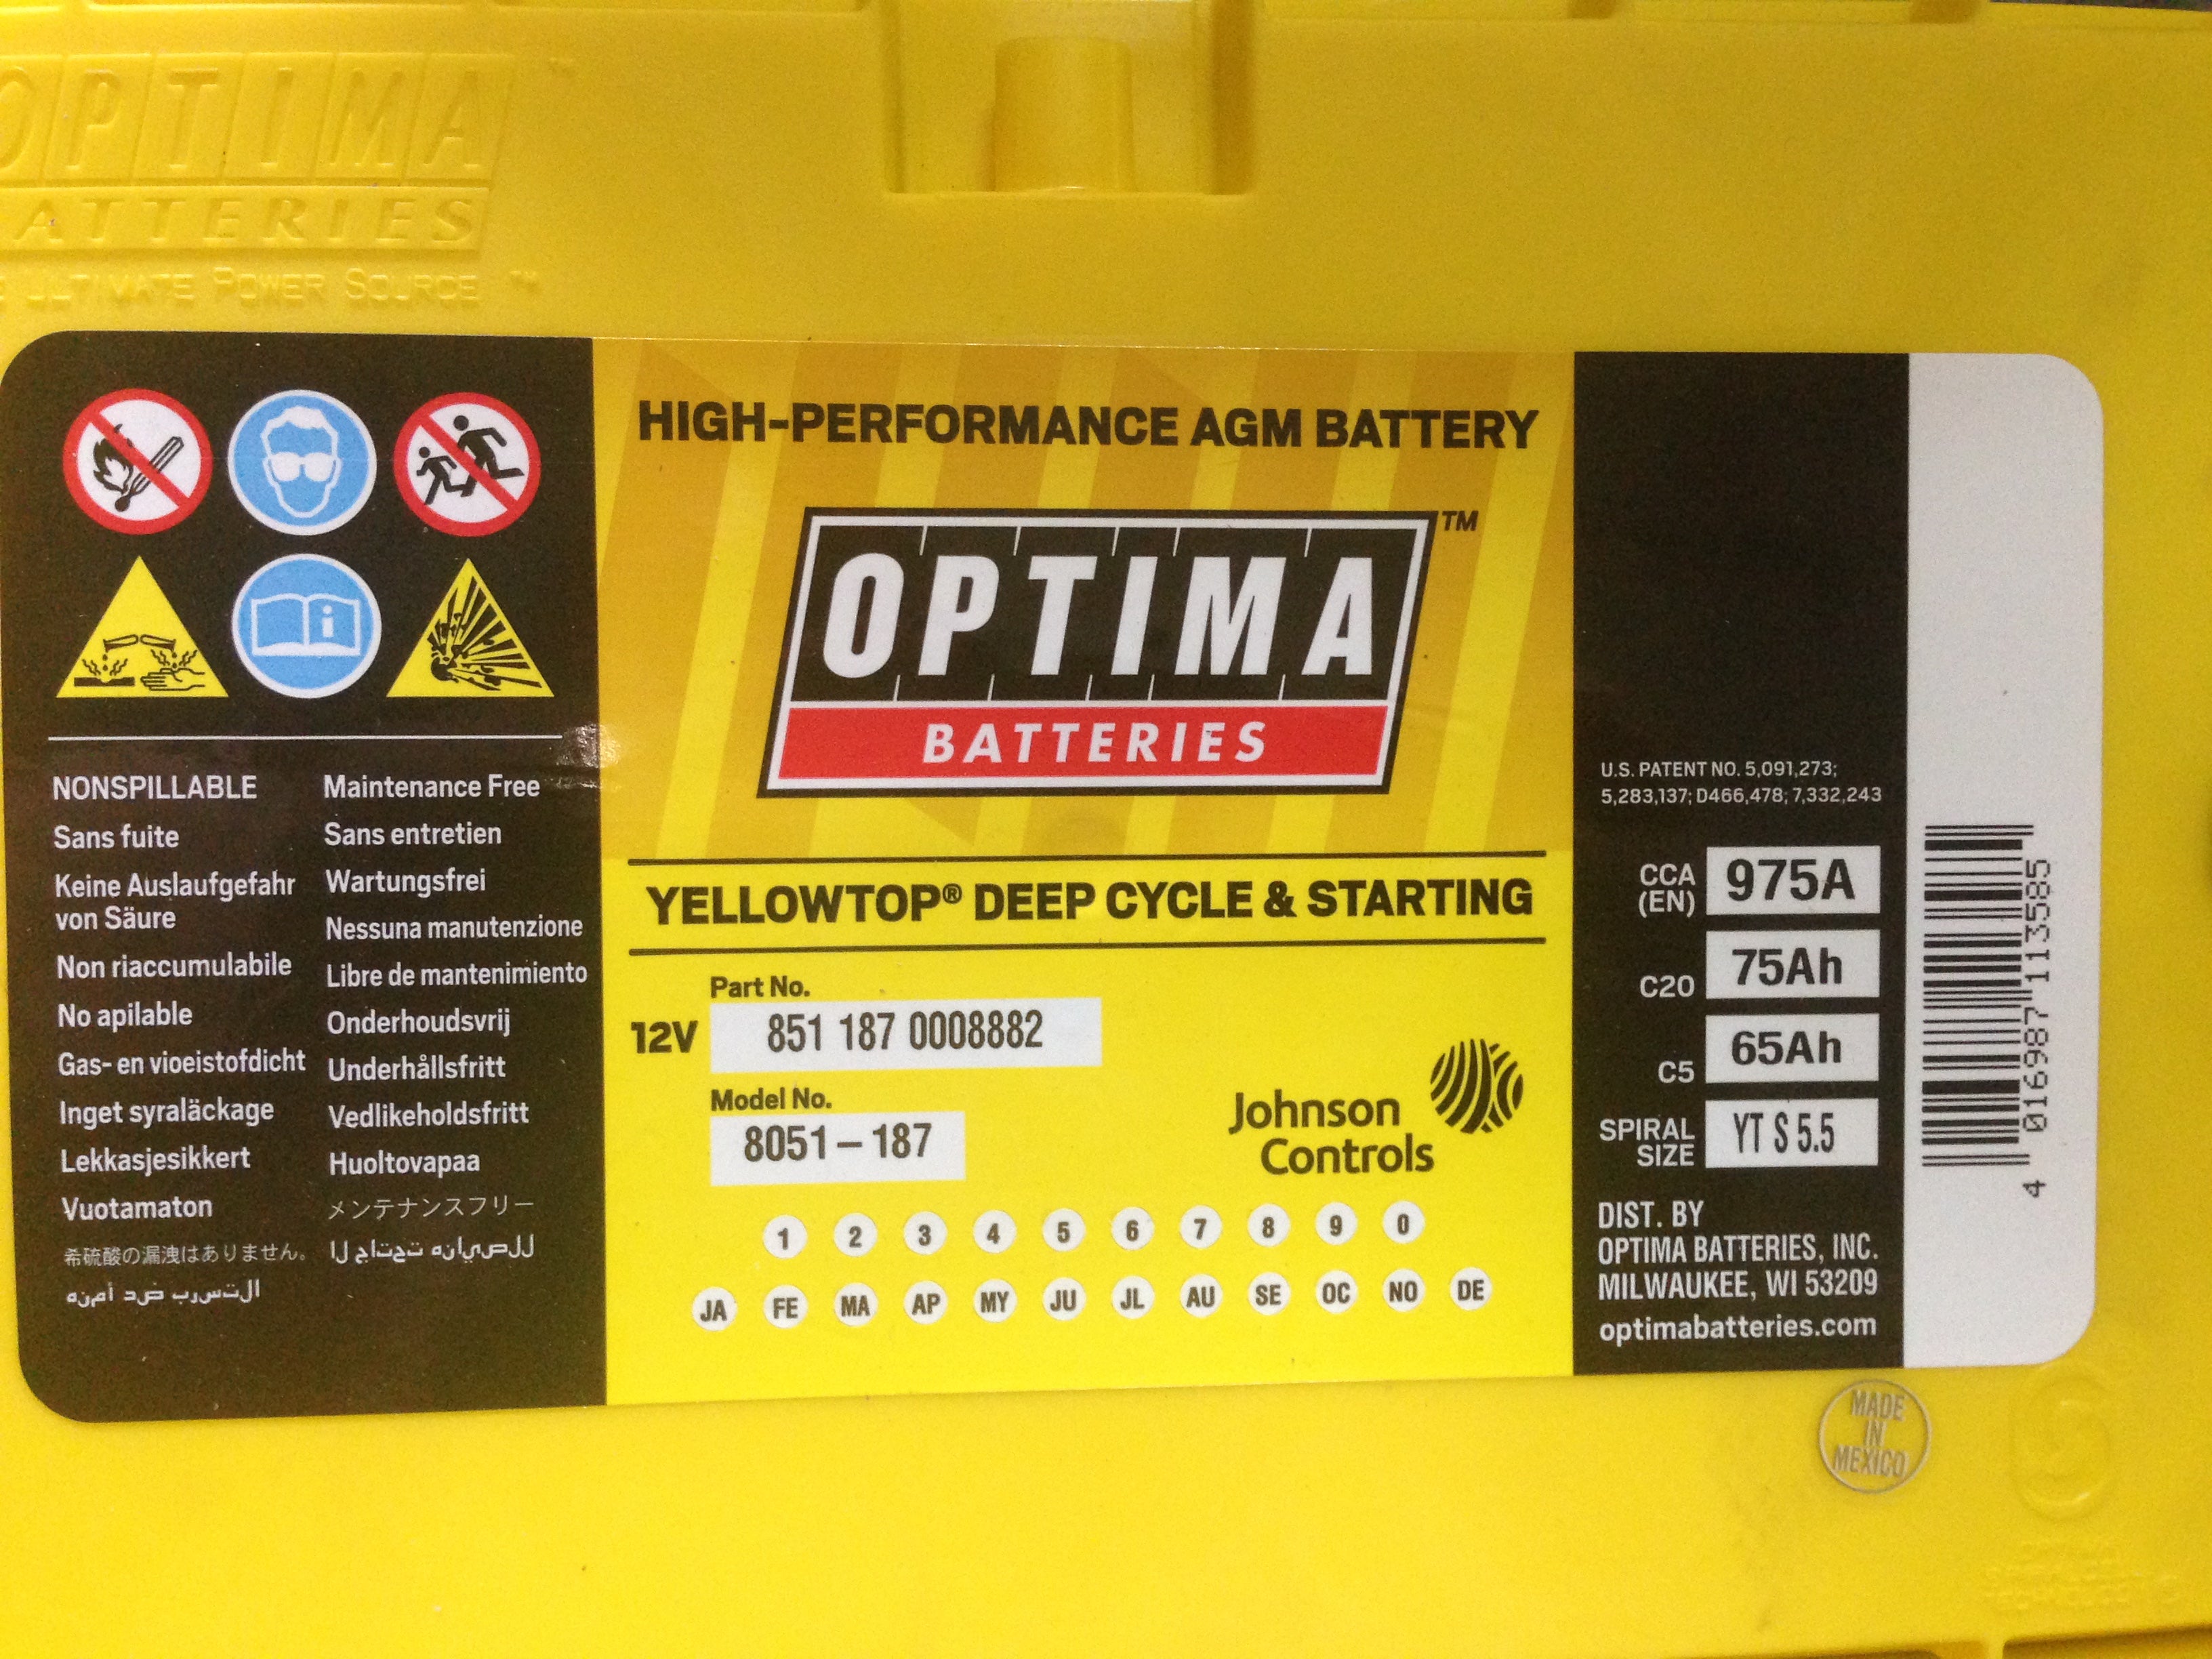 OPTIMA
ATTERIES
ULTIMATE POWER SOURCE ™
HIGH-PERFORMANCE AGM BATTERY
OPTIMA ™
BATTERIES
YELLOWTOP® DEEP CYCLE & STARTING
Part No.
12V 851 187 0008882
Model No.
8051–187
Johnson
Controls
1 2 3 4 5 6 7 8 9 0
JA FE MA AP MY JU JL AU SE OC NO DE
NONSPILLABLE
Sans fuite
Keine Auslaufgefahr
von Säure
Non riaccumulabile
No apilable
Gas- en vioeistofdicht
Inget syraläckage
Lekkasjesikkert
Vuotamaton
希硫酸の漏洩はありません。
التسرب ضد أمنه
Maintenance Free
Sans entretien
Wartungsfrei
Nessuna manutenzione
Libre de mantenimiento
Onderhoudsvrij
Underhållsfritt
Vedlikeholdsfritt
Huoltovapaa
メンテナンスフリー
للصيانه تحتاج لا
U.S. PATENT NO. 5,091,273;
5,283,137; D466,478; 7,332,243
CCA (EN) 975A
C20 75Ah
C5 65Ah
SPIRAL SIZE YT S 5.5
DIST. BY
OPTIMA BATTERIES, INC.
MILWAUKEE, WI 53209
optimabatteries.com
4 016987 113585
MADE
IN
MEXICO